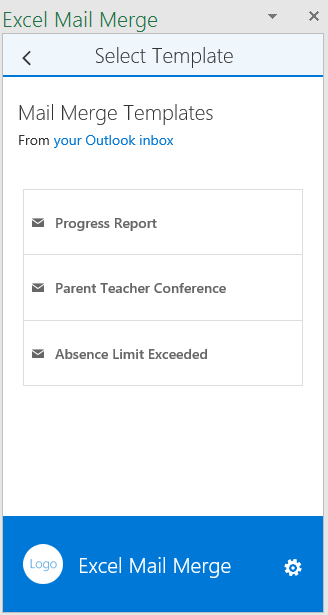 Excel Mail Merge
Select Template
Mail Merge Templates
From your Outlook inbox
Progress Report
Parent Teacher Conference
Absence Limit Exceeded
Logo Excel Mail Merge